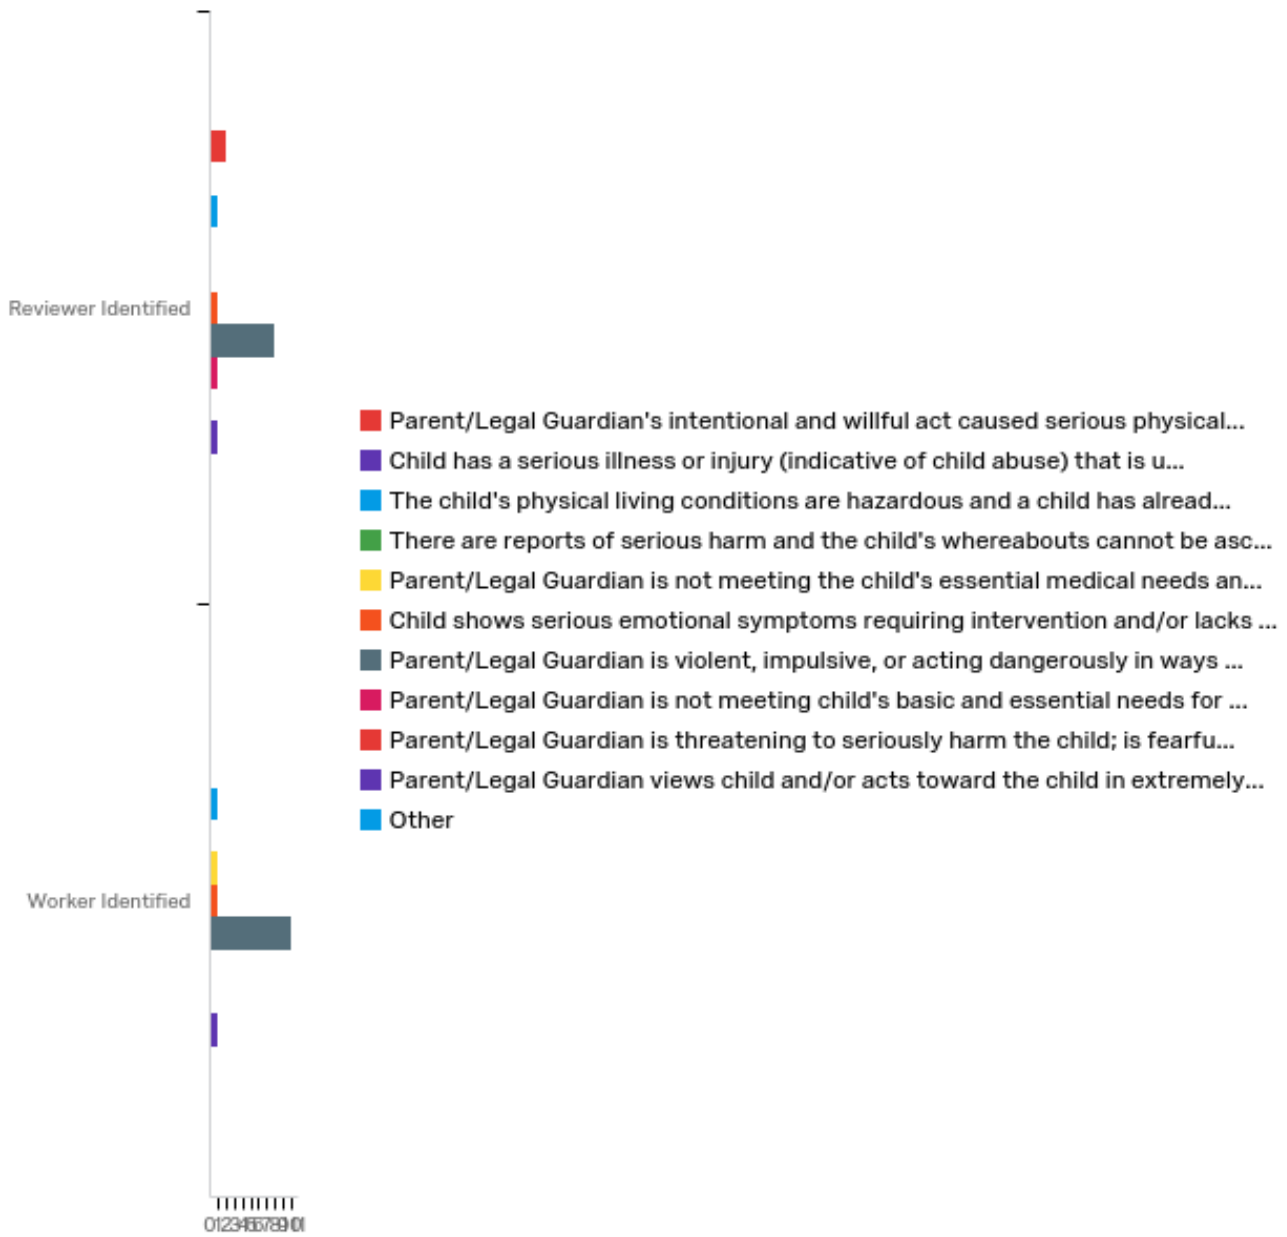 Reviewer Identified
Parent/Legal Guardian's intentional and willful act caused serious physical...
Child has a serious illness or injury (indicative of child abuse) that is u...
The child's physical living conditions are hazardous and a child has alread...
There are reports of serious harm and the child's whereabouts cannot be asc...
Parent/Legal Guardian is not meeting the child's essential medical needs an...
Child shows serious emotional symptoms requiring intervention and/or lacks ...
Parent/Legal Guardian is violent, impulsive, or acting dangerously in ways ...
Parent/Legal Guardian is not meeting child's basic and essential needs for ...
Parent/Legal Guardian is threatening to seriously harm the child; is fearfu...
Parent/Legal Guardian views child and/or acts toward the child in extremely...
Other
Worker Identified